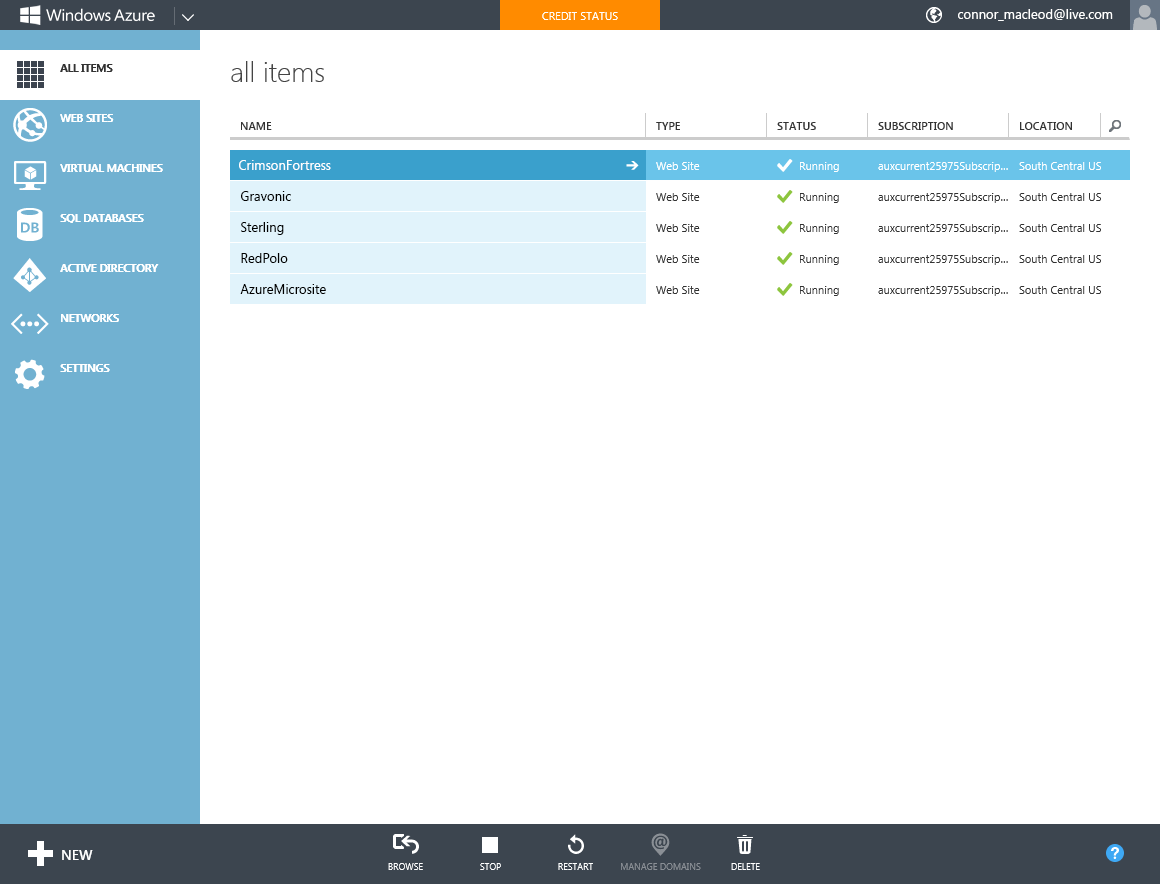 Windows Azure
CREDIT STATUS
connor_macleod@live.com
ALL ITEMS
WEB SITES
VIRTUAL MACHINES
DB
SQL DATABASES
ACTIVE DIRECTORY
NETWORKS
SETTINGS
all items
NAME TYPE STATUS SUBSCRIPTION LOCATION
CrimsonFortress Web Site Running auxcurrent25975Subscrip... South Central US
Gravonic Web Site Running auxcurrent25975Subscrip... South Central US
Sterling Web Site Running auxcurrent25975Subscrip... South Central US
RedPolo Web Site Running auxcurrent25975Subscrip... South Central US
AzureMicrosite Web Site Running auxcurrent25975Subscrip... South Central US
NEW
BROWSE
STOP
RESTART
@
MANAGE DOMAINS
DELETE
?